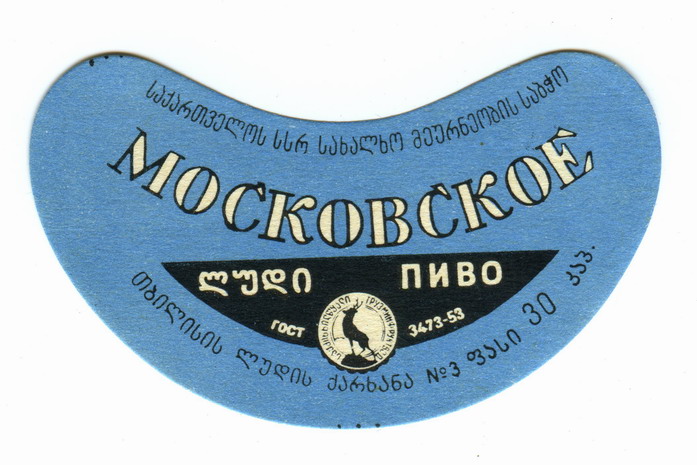 საქართველოს სსრ სახალხო მეურნეობის საბჭო
МОСКОВСКОЕ
ლუდი ПИВО
ГОСТ 3473-53
თბილისის ლუდის ქარხანა №3 ფასი 30 კაპ.